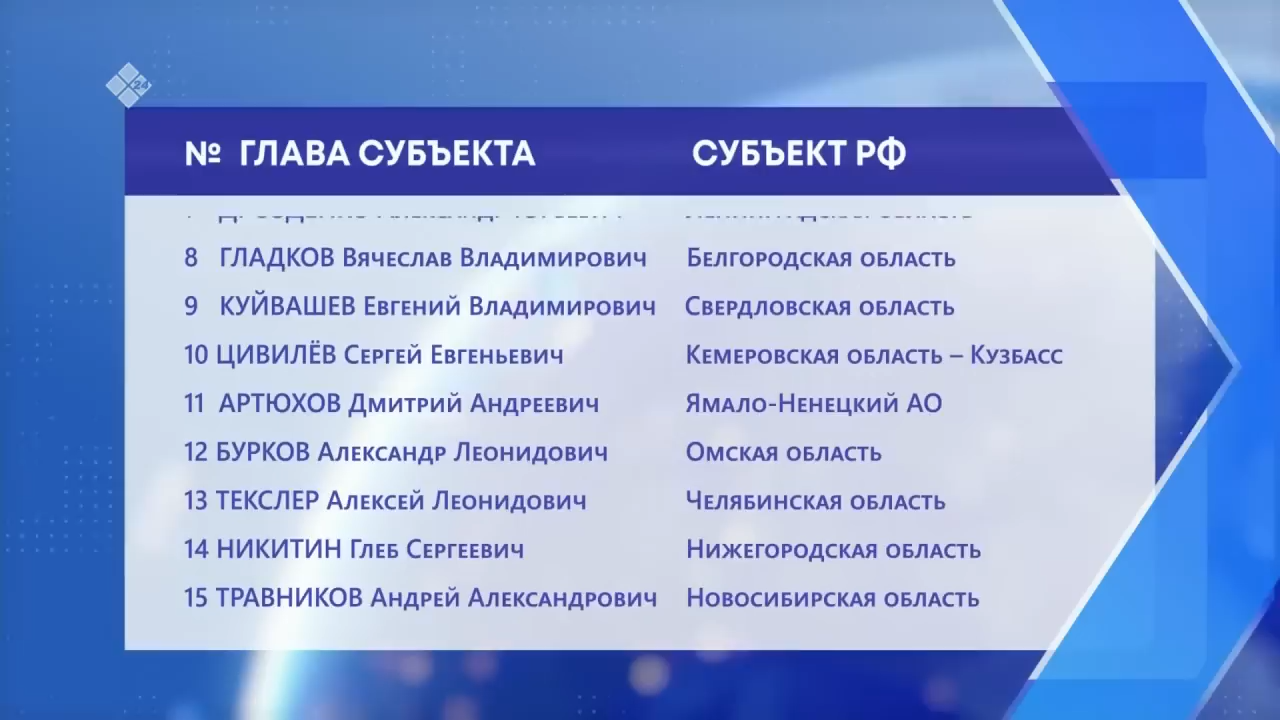 24
№ ГЛАВА СУБЪЕКТА СУБЪЕКТ РФ
8 ГЛАДКОВ Вячеслав Владимирович Белгородская область
9 КУЙВАШЕВ Евгений Владимирович Свердловская область
10 ЦИВИЛЁВ Сергей Евгеньевич Кемеровская область – Кузбасс
11 АРТЮХОВ Дмитрий Андреевич Ямало-Ненецкий АО
12 БУРКОВ Александр Леонидович Омская область
13 ТЕКСЛЕР Алексей Леонидович Челябинская область
14 НИКИТИН Глеб Сергеевич Нижегородская область
15 ТРАВНИКОВ Андрей Александрович Новосибирская область